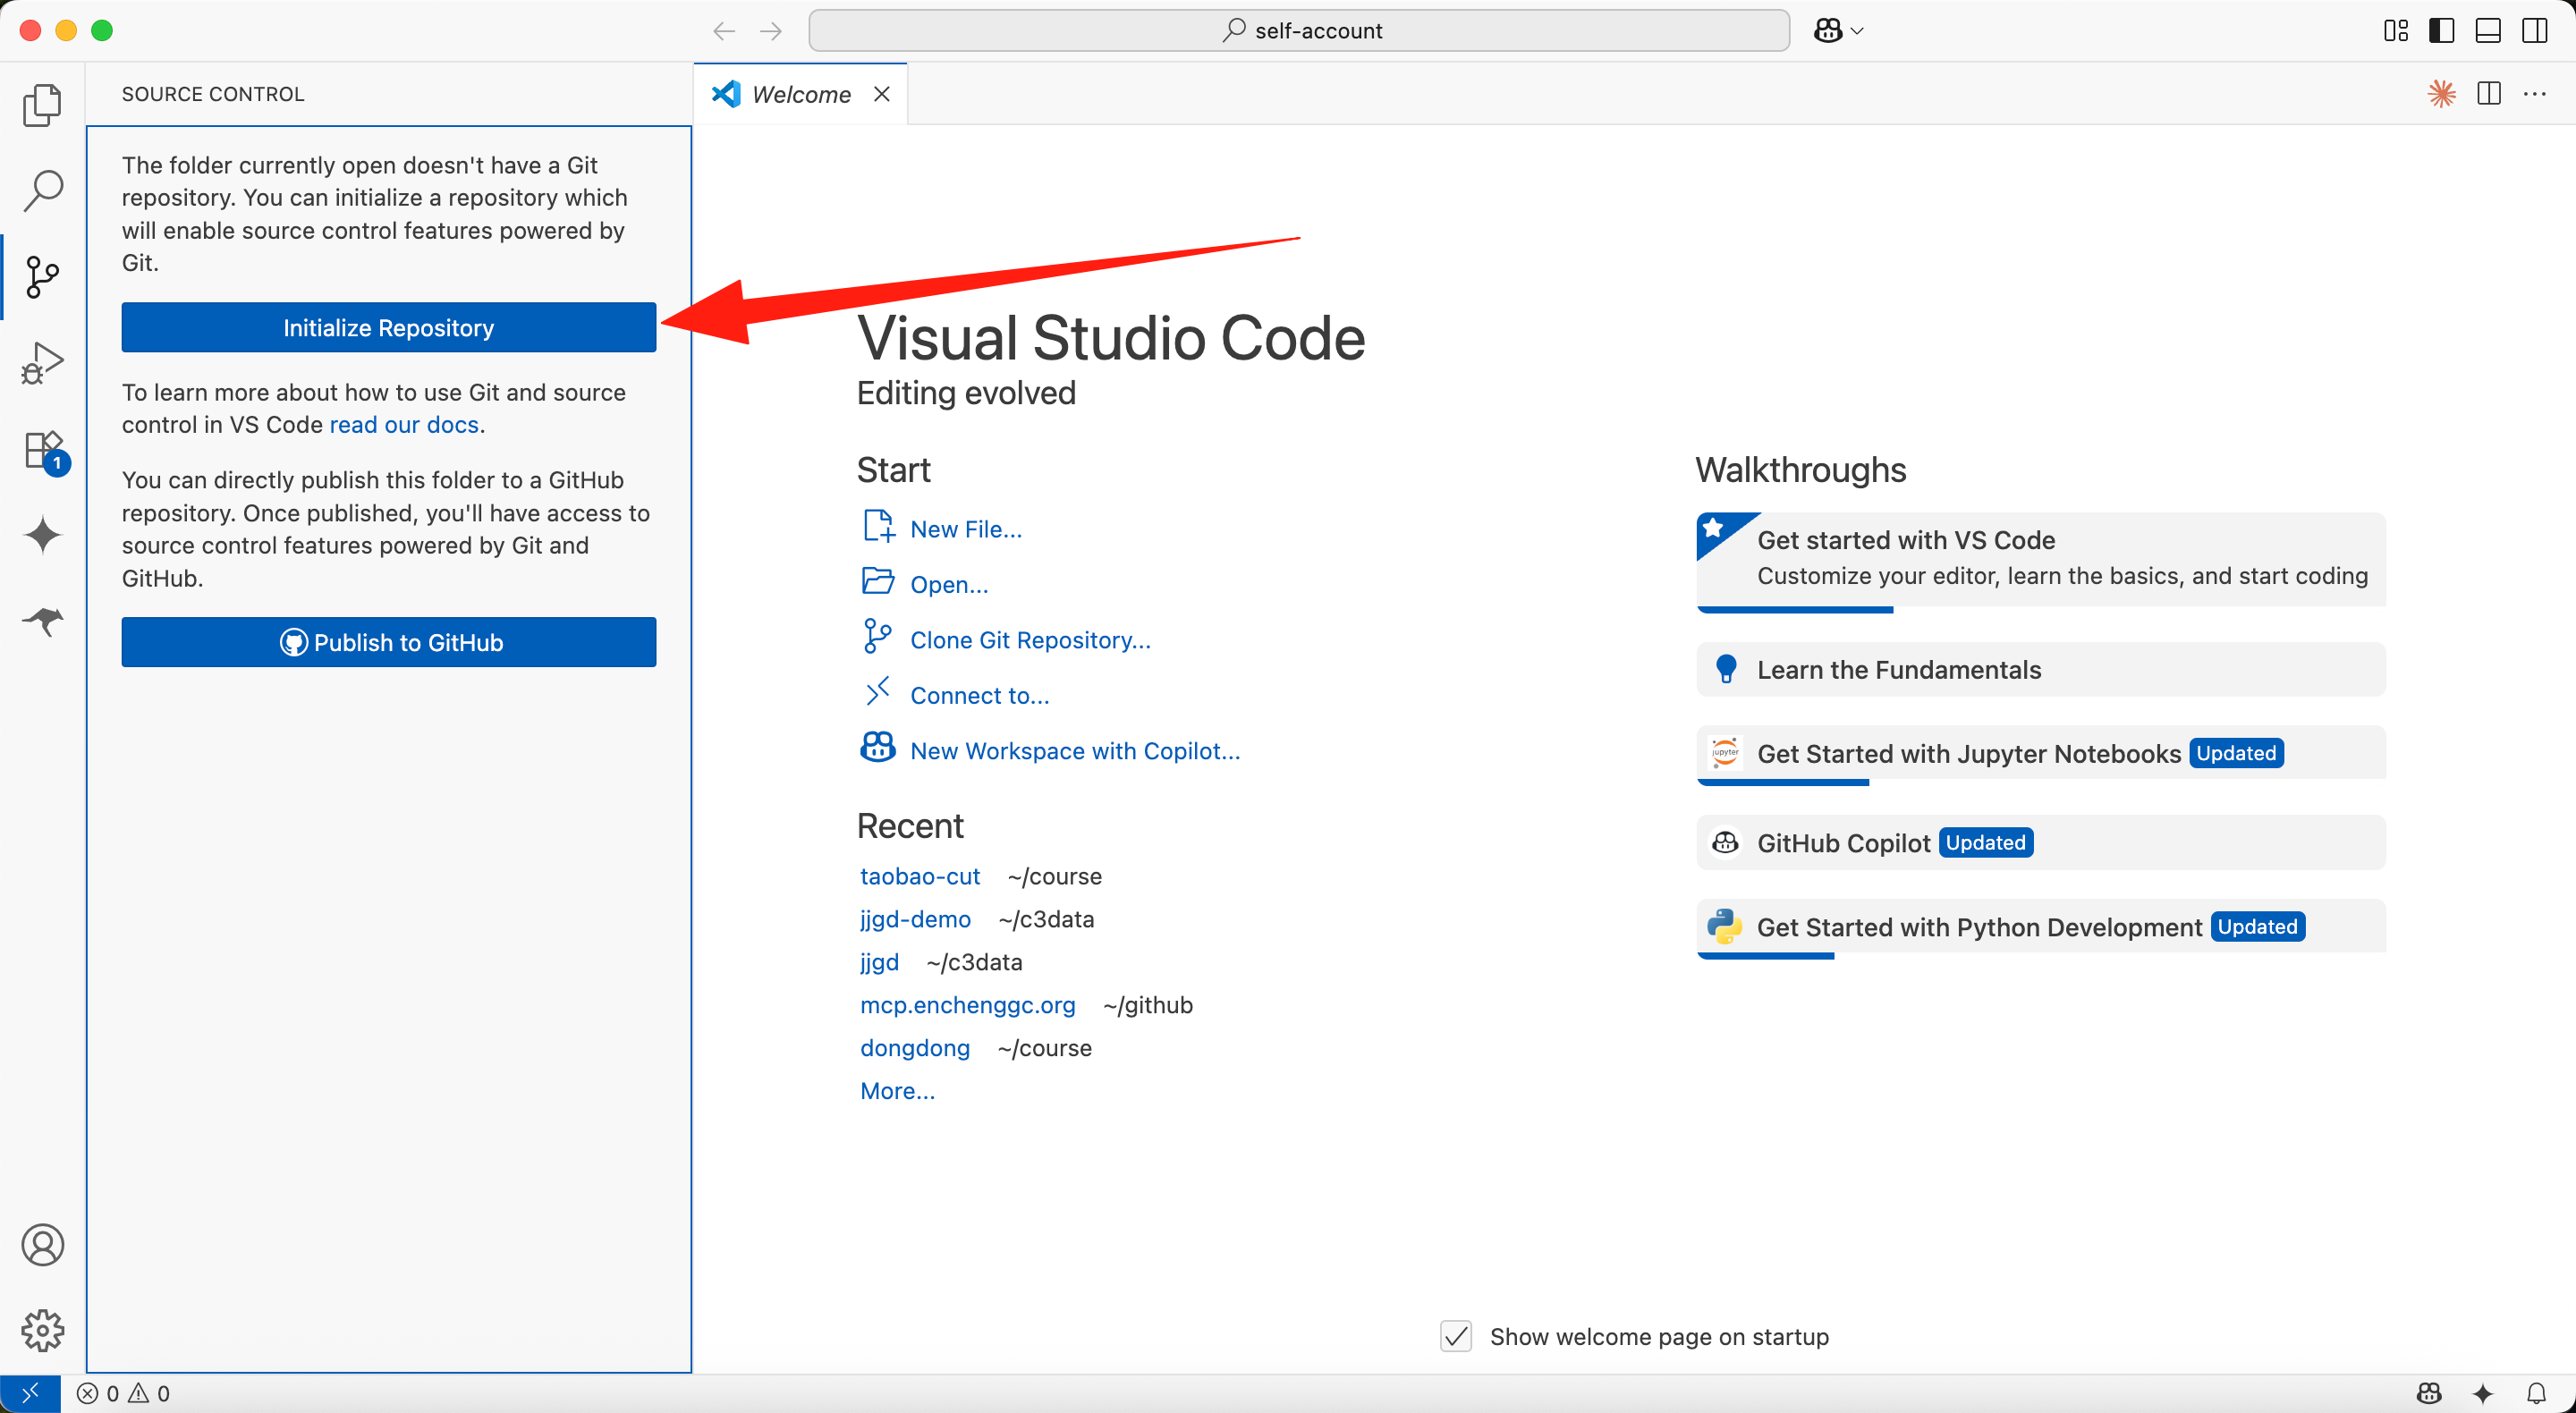 self-account
SOURCE CONTROL
Welcome
The folder currently open doesn't have a Git
repository. You can initialize a repository which
will enable source control features powered by
Git.
Initialize Repository
To learn more about how to use Git and source
control in VS Code read our docs.
You can directly publish this folder to a GitHub
repository. Once published, you'll have access to
source control features powered by Git and
GitHub.
Publish to GitHub
1
Visual Studio Code
Editing evolved
Start
New File...
Open...
Clone Git Repository...
Connect to...
New Workspace with Copilot...
Recent
taobao-cut ~/course
jjgd-demo ~/c3data
jjgd ~/c3data
mcp.enchenggc.org ~/github
dongdong ~/course
More...
Walkthroughs
Get started with VS Code
Customize your editor, learn the basics, and start coding
Learn the Fundamentals
jupyter
Get Started with Jupyter Notebooks Updated
GitHub Copilot Updated
Get Started with Python Development Updated
Show welcome page on startup
0 0